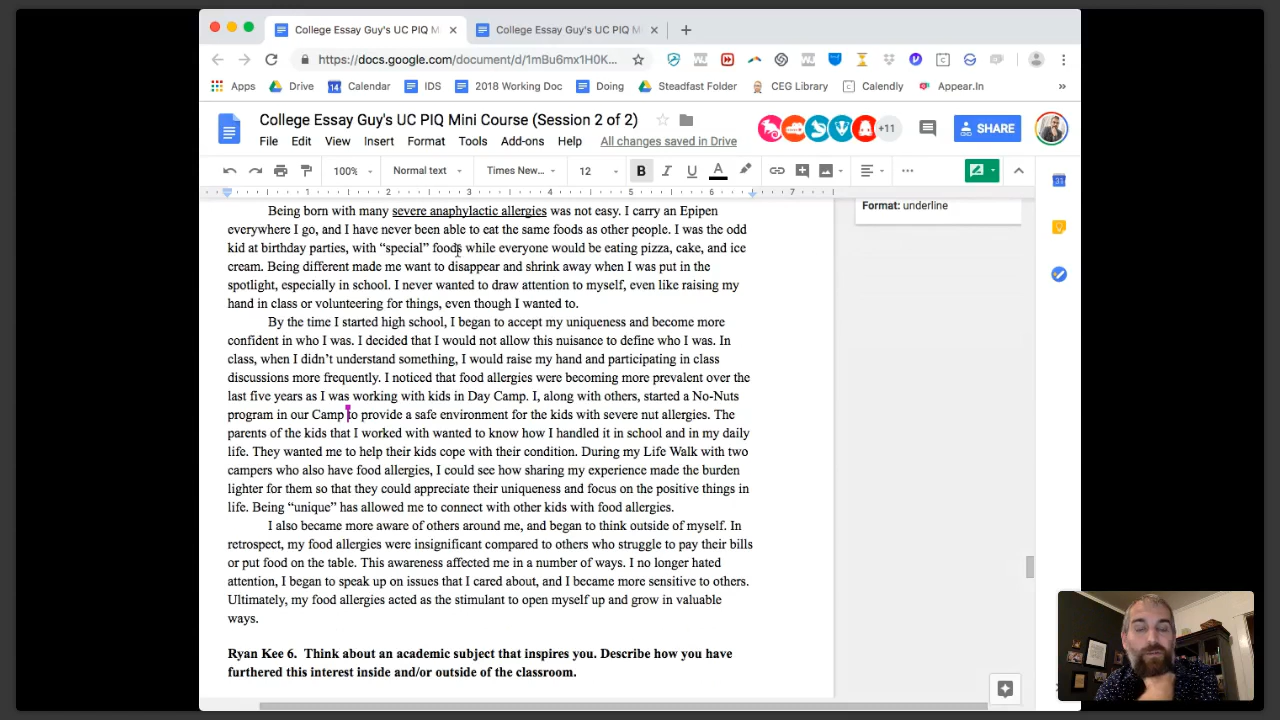 College Essay Guy's UC PIQ M
College Essay Guy's UC PIQ M
https://docs.google.com/document/d/1mBu6mx1H0K...
Apps Drive Calendar IDS 2018 Working Doc Doing Steadfast Folder CEG Library Calendly Appear.In »
College Essay Guy's UC PIQ Mini Course (Session 2 of 2)
+11
SHARE
File Edit View Insert Format Tools Add-ons Help All changes saved in Drive
100% Normal text Times New... 12 B I U A
1 2 3 4 5 6 7
Format: underline
Being born with many severe anaphylactic allergies was not easy. I carry an Epipen
everywhere I go, and I have never been able to eat the same foods as other people. I was the odd
kid at birthday parties, with “special” foods while everyone would be eating pizza, cake, and ice
cream. Being different made me want to disappear and shrink away when I was put in the
spotlight, especially in school. I never wanted to draw attention to myself, even like raising my
hand in class or volunteering for things, even though I wanted to.
By the time I started high school, I began to accept my uniqueness and become more
confident in who I was. I decided that I would not allow this nuisance to define who I was. In
class, when I didn’t understand something, I would raise my hand and participating in class
discussions more frequently. I noticed that food allergies were becoming more prevalent over the
last five years as I was working with kids in Day Camp. I, along with others, started a No-Nuts
program in our Camp to provide a safe environment for the kids with severe nut allergies. The
parents of the kids that I worked with wanted to know how I handled it in school and in my daily
life. They wanted me to help their kids cope with their condition. During my Life Walk with two
campers who also have food allergies, I could see how sharing my experience made the burden
lighter for them so that they could appreciate their uniqueness and focus on the positive things in
life. Being “unique” has allowed me to connect with other kids with food allergies.
I also became more aware of others around me, and began to think outside of myself. In
retrospect, my food allergies were insignificant compared to others who struggle to pay their bills
or put food on the table. This awareness affected me in a number of ways. I no longer hated
attention, I began to speak up on issues that I cared about, and I became more sensitive to others.
Ultimately, my food allergies acted as the stimulant to open myself up and grow in valuable
ways.
Ryan Kee 6. Think about an academic subject that inspires you. Describe how you have
furthered this interest inside and/or outside of the classroom.